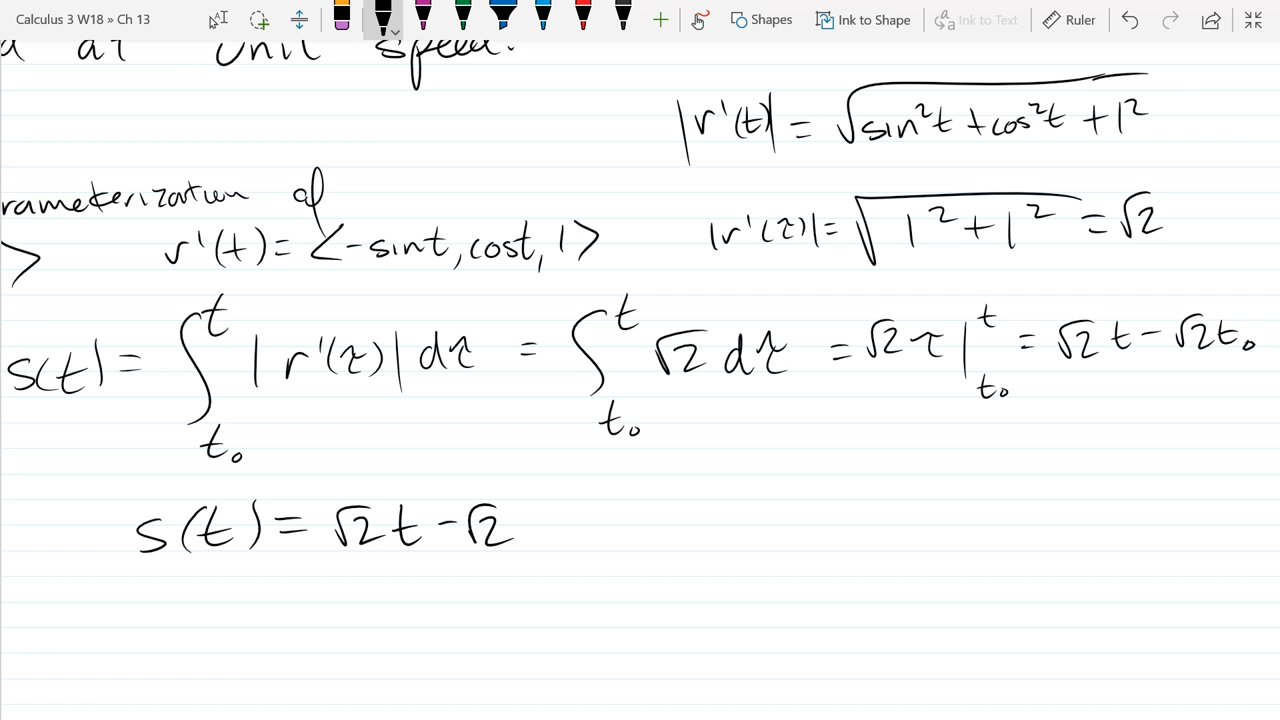 Calculus 3 W18 » Ch 13 Shapes Ink to Shape Ink to Text Ruler
at unit speed.
|r'(t)| = √(sin²t + cos²t + 1²)
rameterization of
> r'(t) = <-sint, cost, 1> |r'(τ)| = √(1² + 1²) = √2
s(t) = ∫_{t₀}^{t} |r'(τ)| dτ = ∫_{t₀}^{t} √2 dτ = √2 τ |_{t₀}^{t} = √2 t - √2 t₀
s(t) = √2 t - √2